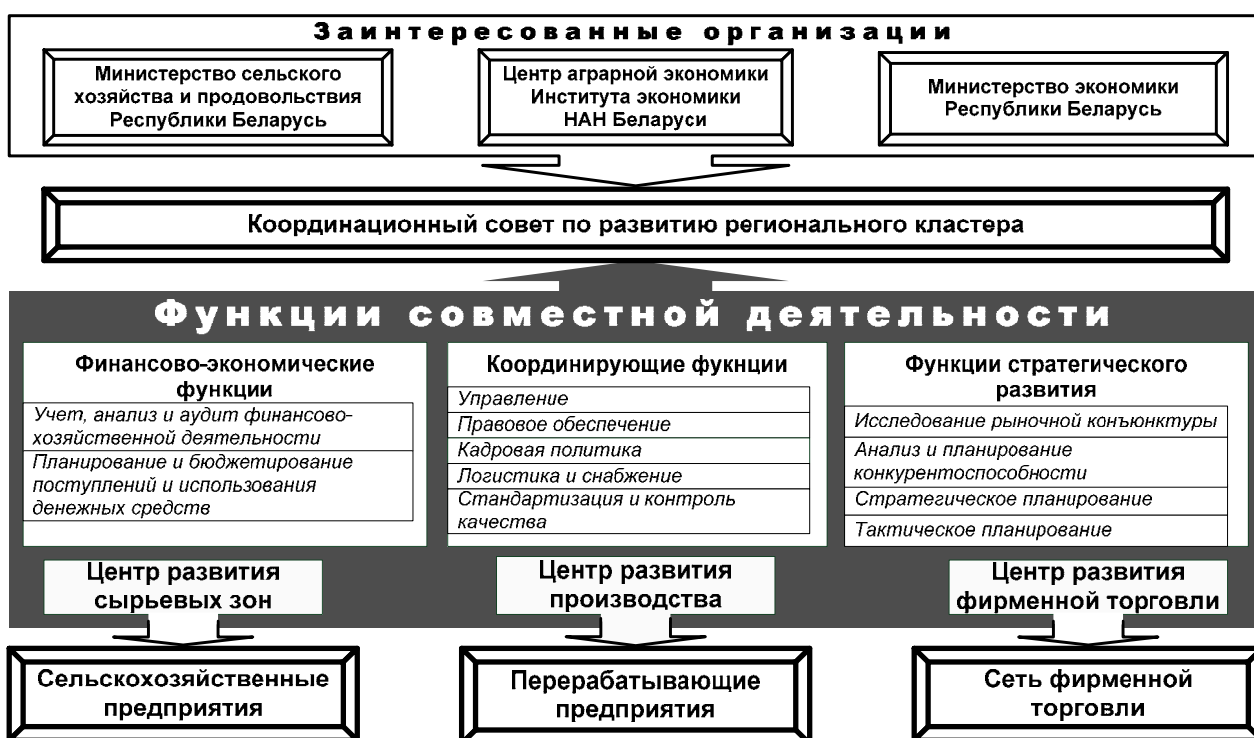 Заинтересованные организации
Министерство сельского
хозяйства и продовольствия
Республики Беларусь
Центр аграрной экономики
Института экономики
НАН Беларуси
Министерство экономики
Республики Беларусь
Координационный совет по развитию регионального кластера
Функции совместной деятельности
Финансово-экономические
функции
Учет, анализ и аудит финансово-
хозяйственной деятельности
Планирование и бюджетирование
поступлений и использования
денежных средств
Координирующие фукнции
Управление
Правовое обеспечение
Кадровая политика
Логистика и снабжение
Стандартизация и контроль
качества
Функции стратегического
развития
Исследование рыночной конъюнктуры
Анализ и планирование
конкурентоспособности
Стратегическое планирование
Тактическое планирование
Центр развития
сырьевых зон
Центр развития
производства
Центр развития
фирменной торговли
Сельскохозяйственные
предприятия
Перерабатывающие
предприятия
Сеть фирменной
торговли